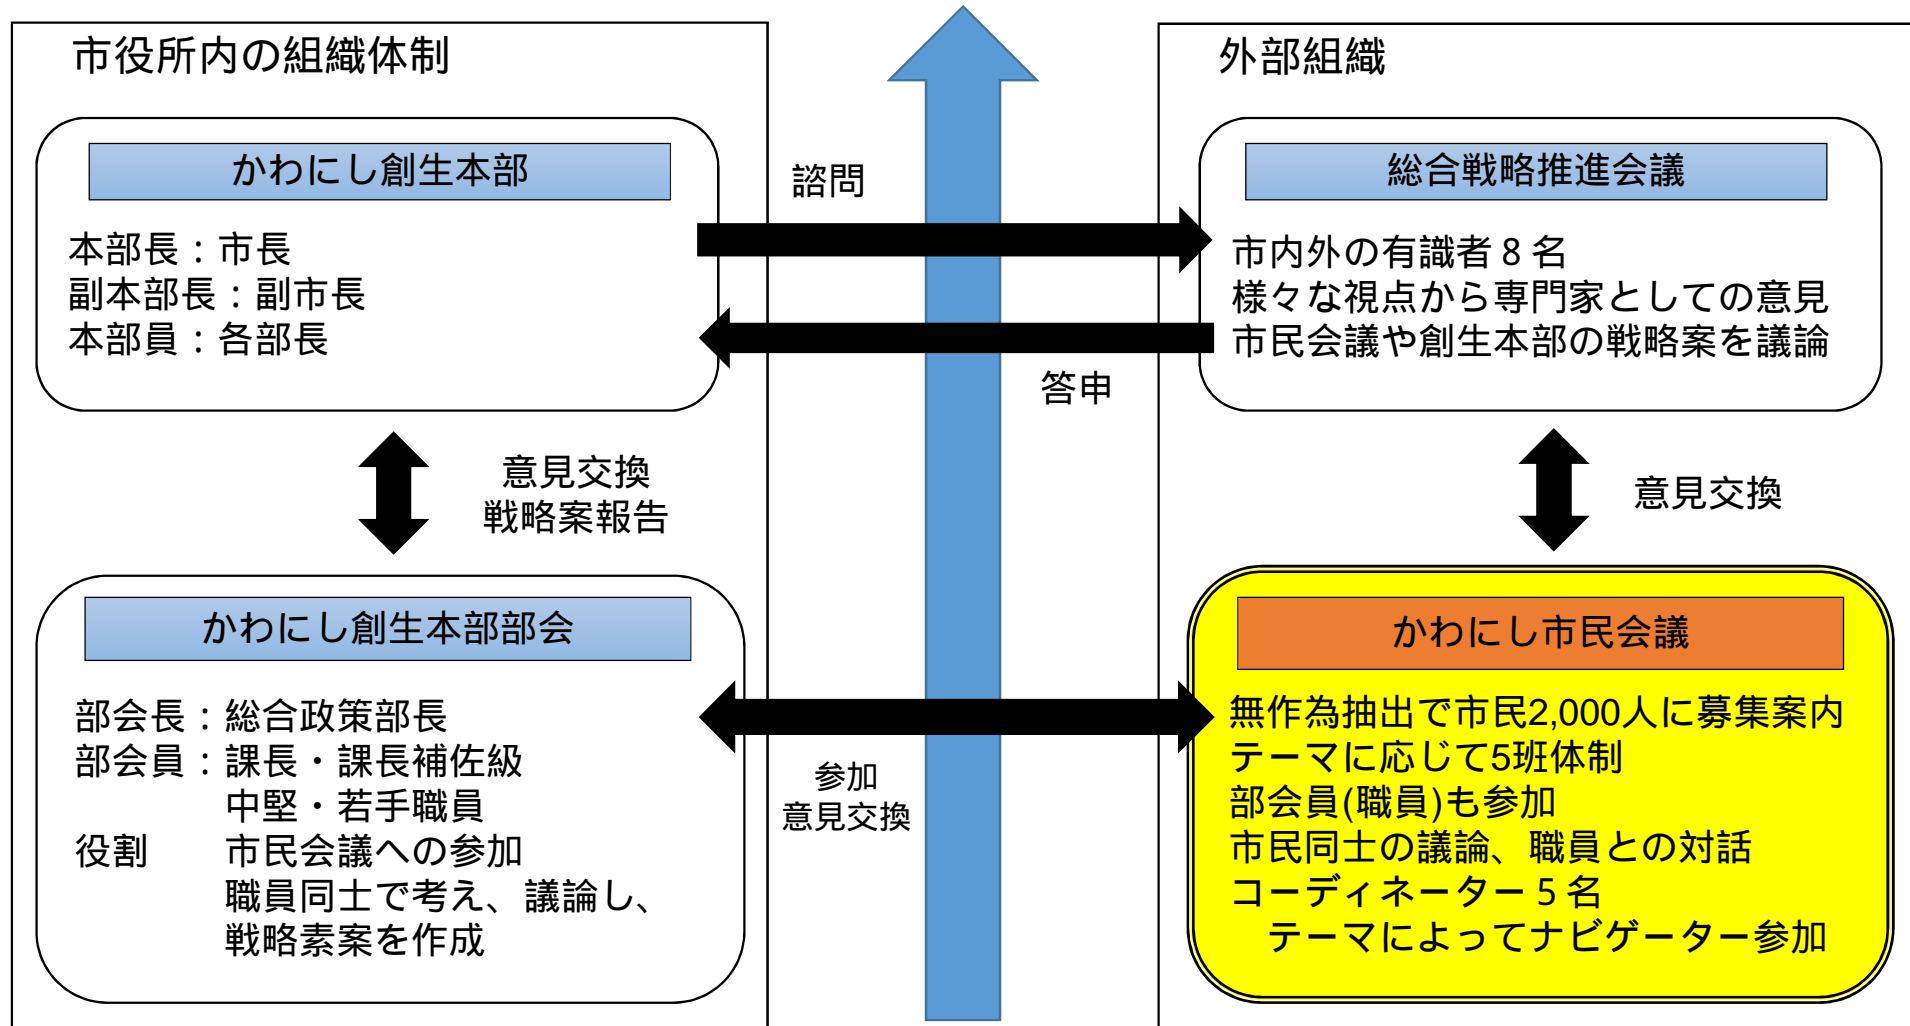 市役所内の組織体制
かわにし創生本部
本部長：市長
副本部長：副市長
本部員：各部長
諮問
答申
外部組織
総合戦略推進会議
市内外の有識者８名
様々な視点から専門家としての意見
市民会議や創生本部の戦略案を議論
意見交換
戦略案報告
意見交換
かわにし創生本部部会
部会長：総合政策部長
部会員：課長・課長補佐級
中堅・若手職員
役割　　市民会議への参加
職員同士で考え、議論し、
戦略素案を作成
参加
意見交換
かわにし市民会議
無作為抽出で市民2,000人に募集案内
テーマに応じて5班体制
部会員(職員)も参加
市民同士の議論、職員との対話
コーディネーター５名
テーマによってナビゲーター参加